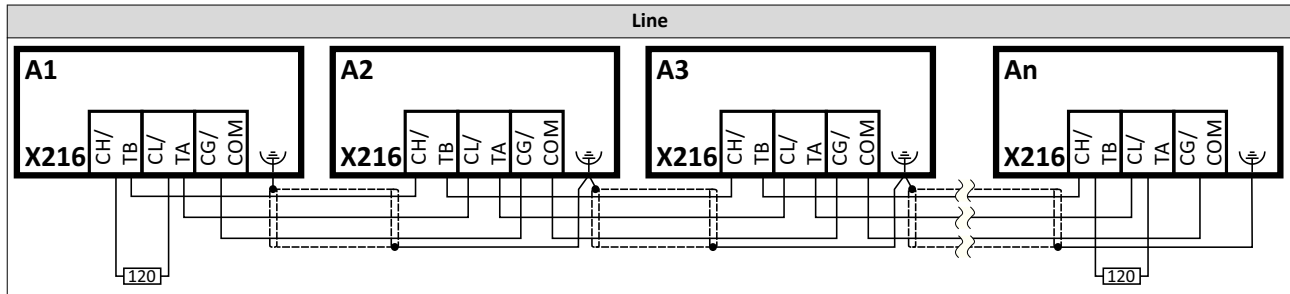 Line
A1 A2 A3 An
X216 CH/ TB CL/ TA CG/ COM X216 CH/ TB CL/ TA CG/ COM X216 CH/ TB CL/ TA CG/ COM X216 CH/ TB CL/ TA CG/ COM
120 120